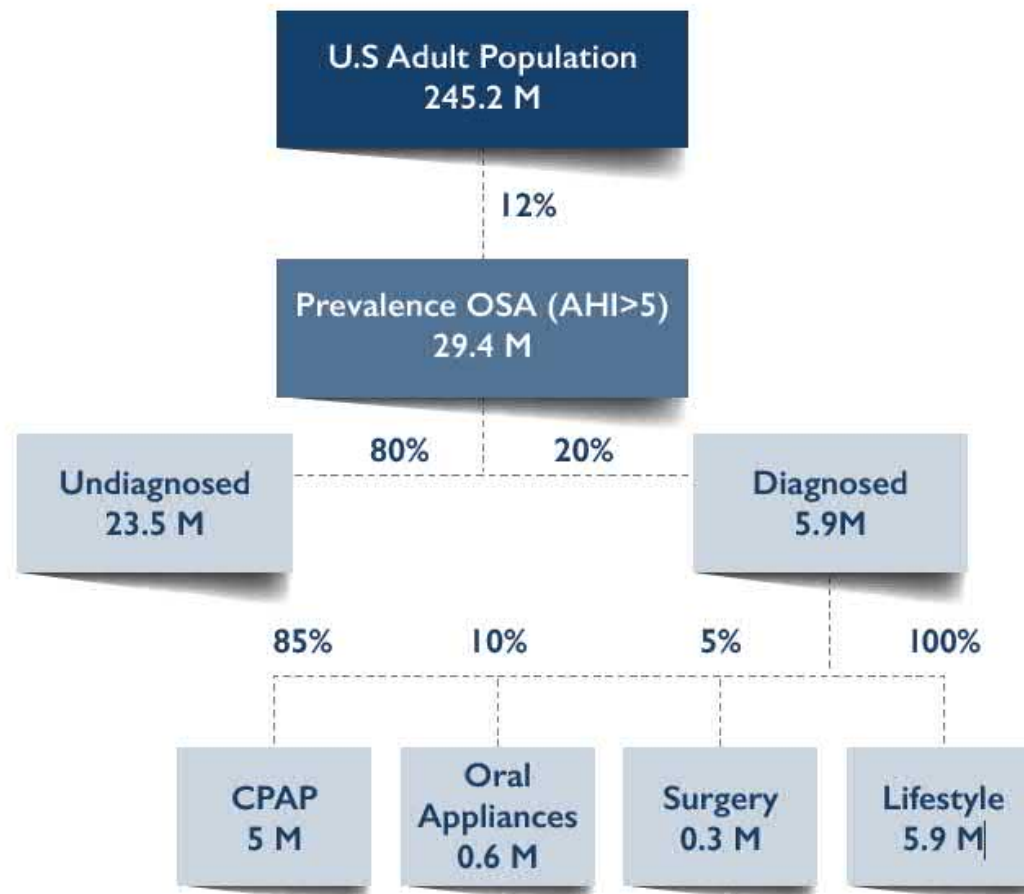 U.S Adult Population
245.2 M
12%
Prevalence OSA (AHI>5)
29.4 M
80%
20%
Undiagnosed
23.5 M
Diagnosed
5.9M
85%
10%
5%
100%
CPAP
5 M
Oral
Appliances
0.6 M
Surgery
0.3 M
Lifestyle
5.9 M